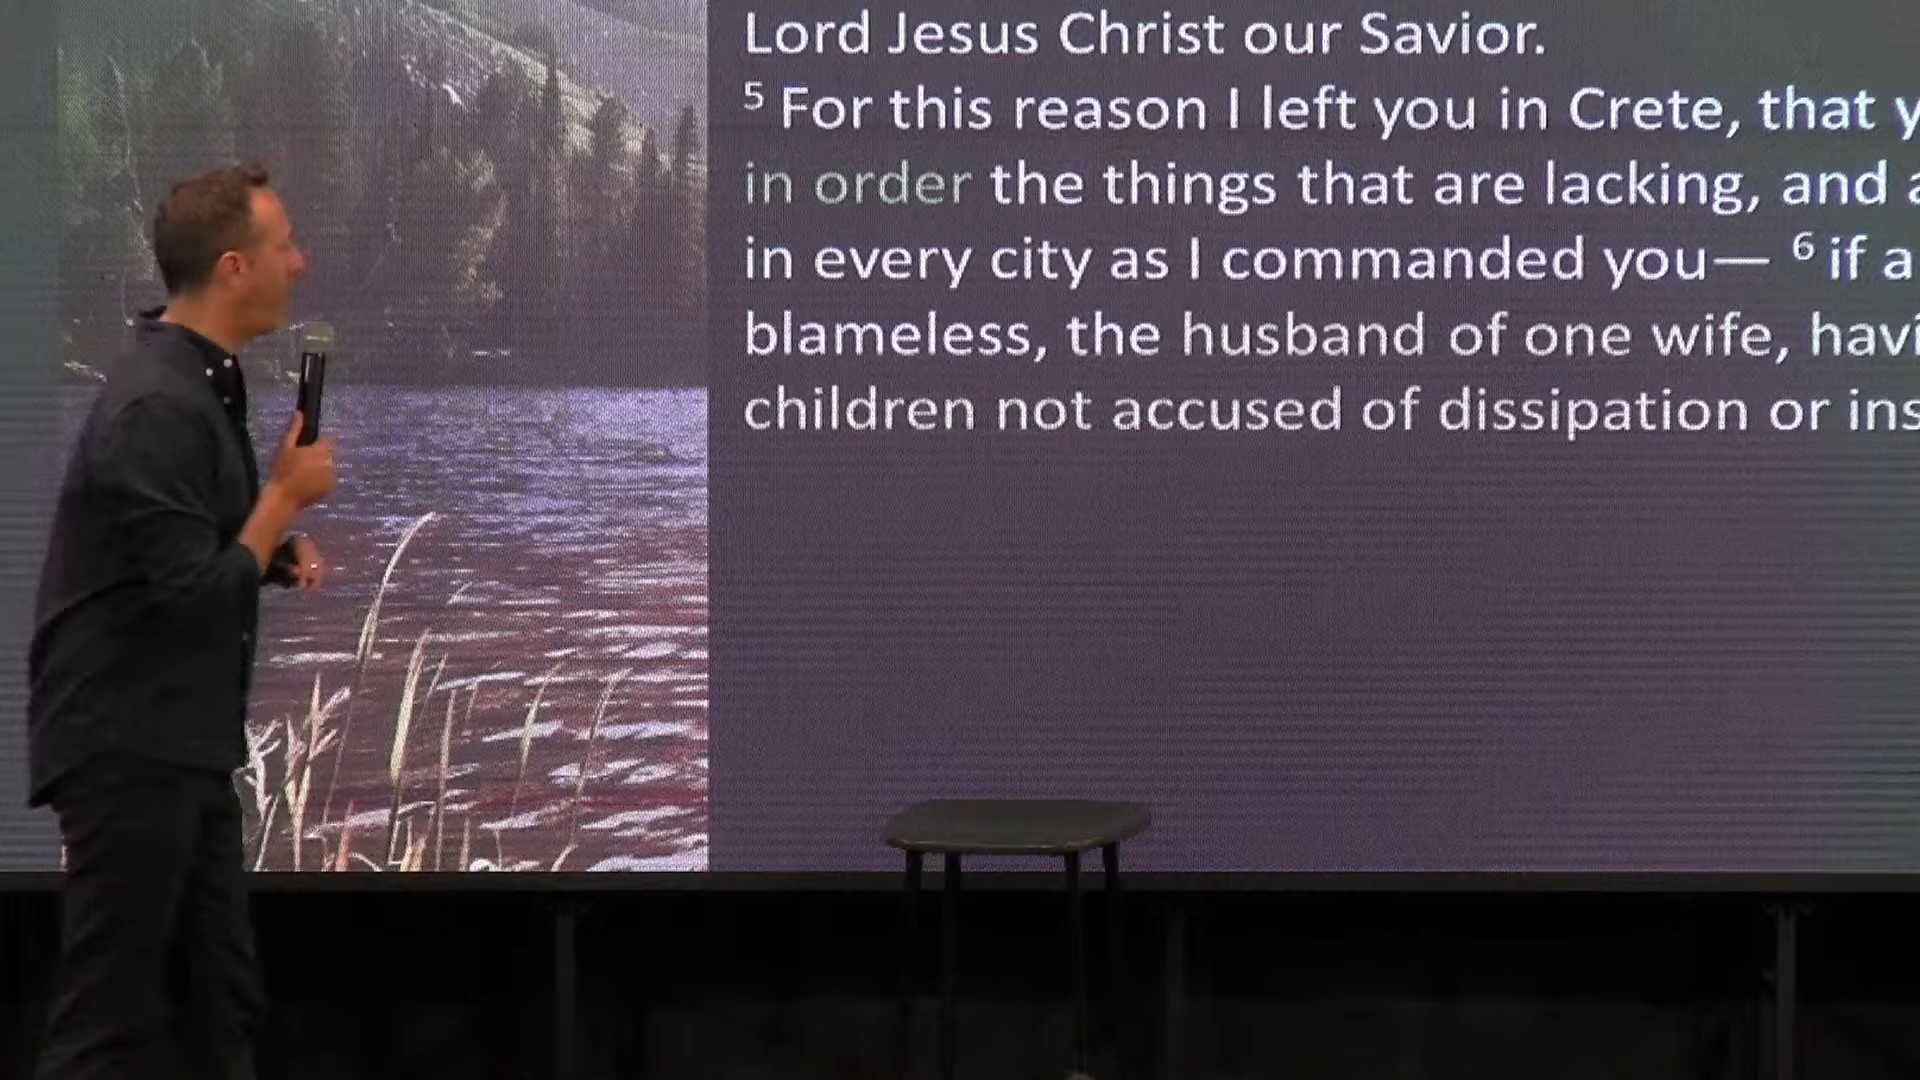 Lord Jesus Christ our Savior.
5 For this reason I left you in Crete, that
in order the things that are lacking, and
in every city as I commanded you— 6 if
blameless, the husband of one wife,
children not accused of dissipation or